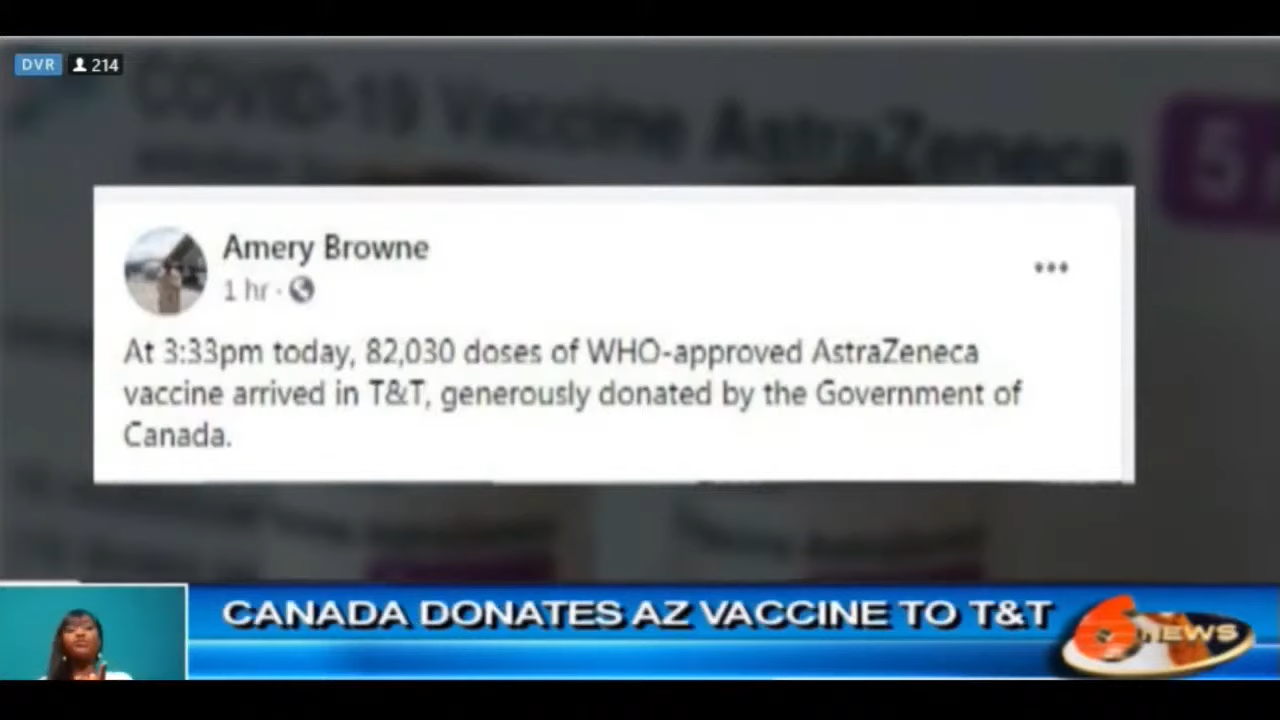 DVR 214
COVID-19 Vaccine AstraZeneca
5
Amery Browne
1 hr ·
At 3:33pm today, 82,030 doses of WHO-approved AstraZeneca
vaccine arrived in T&T, generously donated by the Government of
Canada.
CANADA DONATES AZ VACCINE TO T&T
6 NEWS